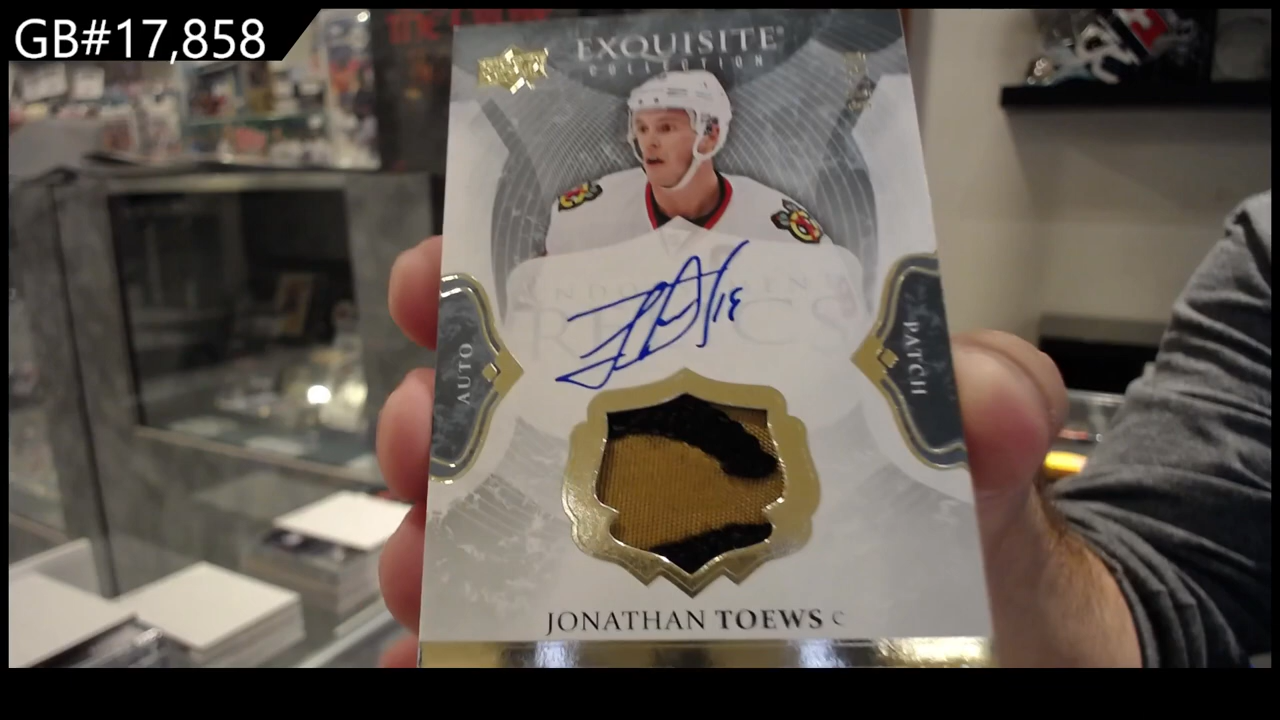 GB#17,858
EXQUISITE
COLLECTION
AUTO
PATCH
JONATHAN TOEWS C